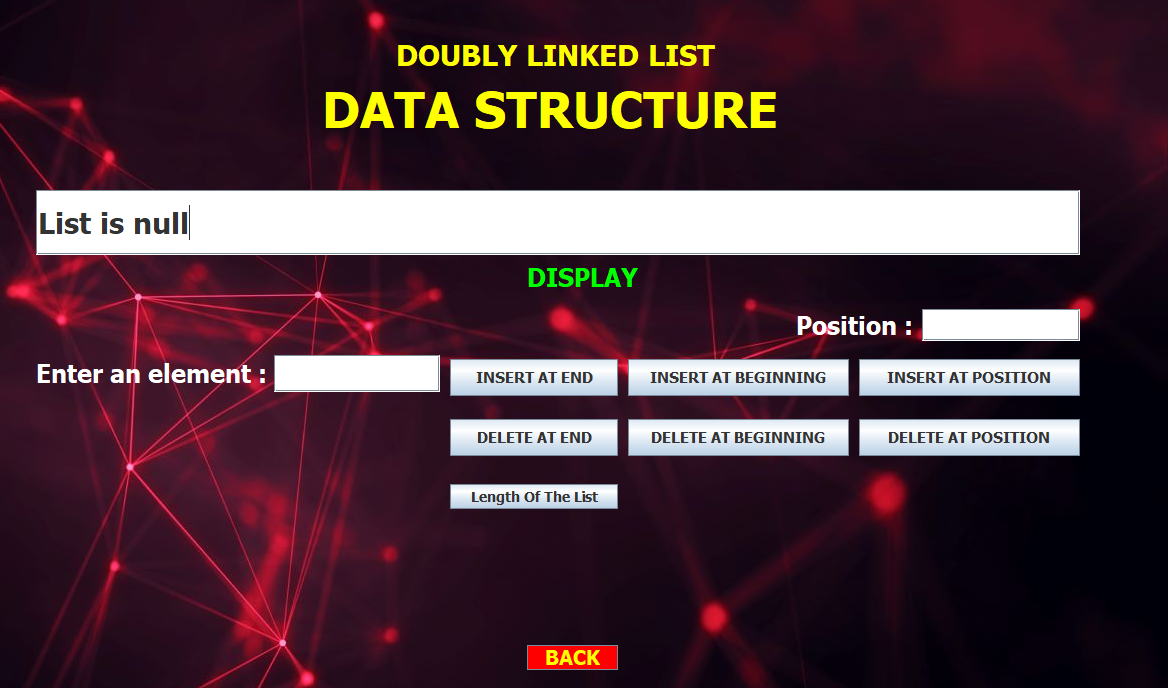 DOUBLY LINKED LIST
DATA STRUCTURE
List is null
DISPLAY
Position :
Enter an element :
INSERT AT END
INSERT AT BEGINNING
INSERT AT POSITION
DELETE AT END
DELETE AT BEGINNING
DELETE AT POSITION
Length Of The List
BACK